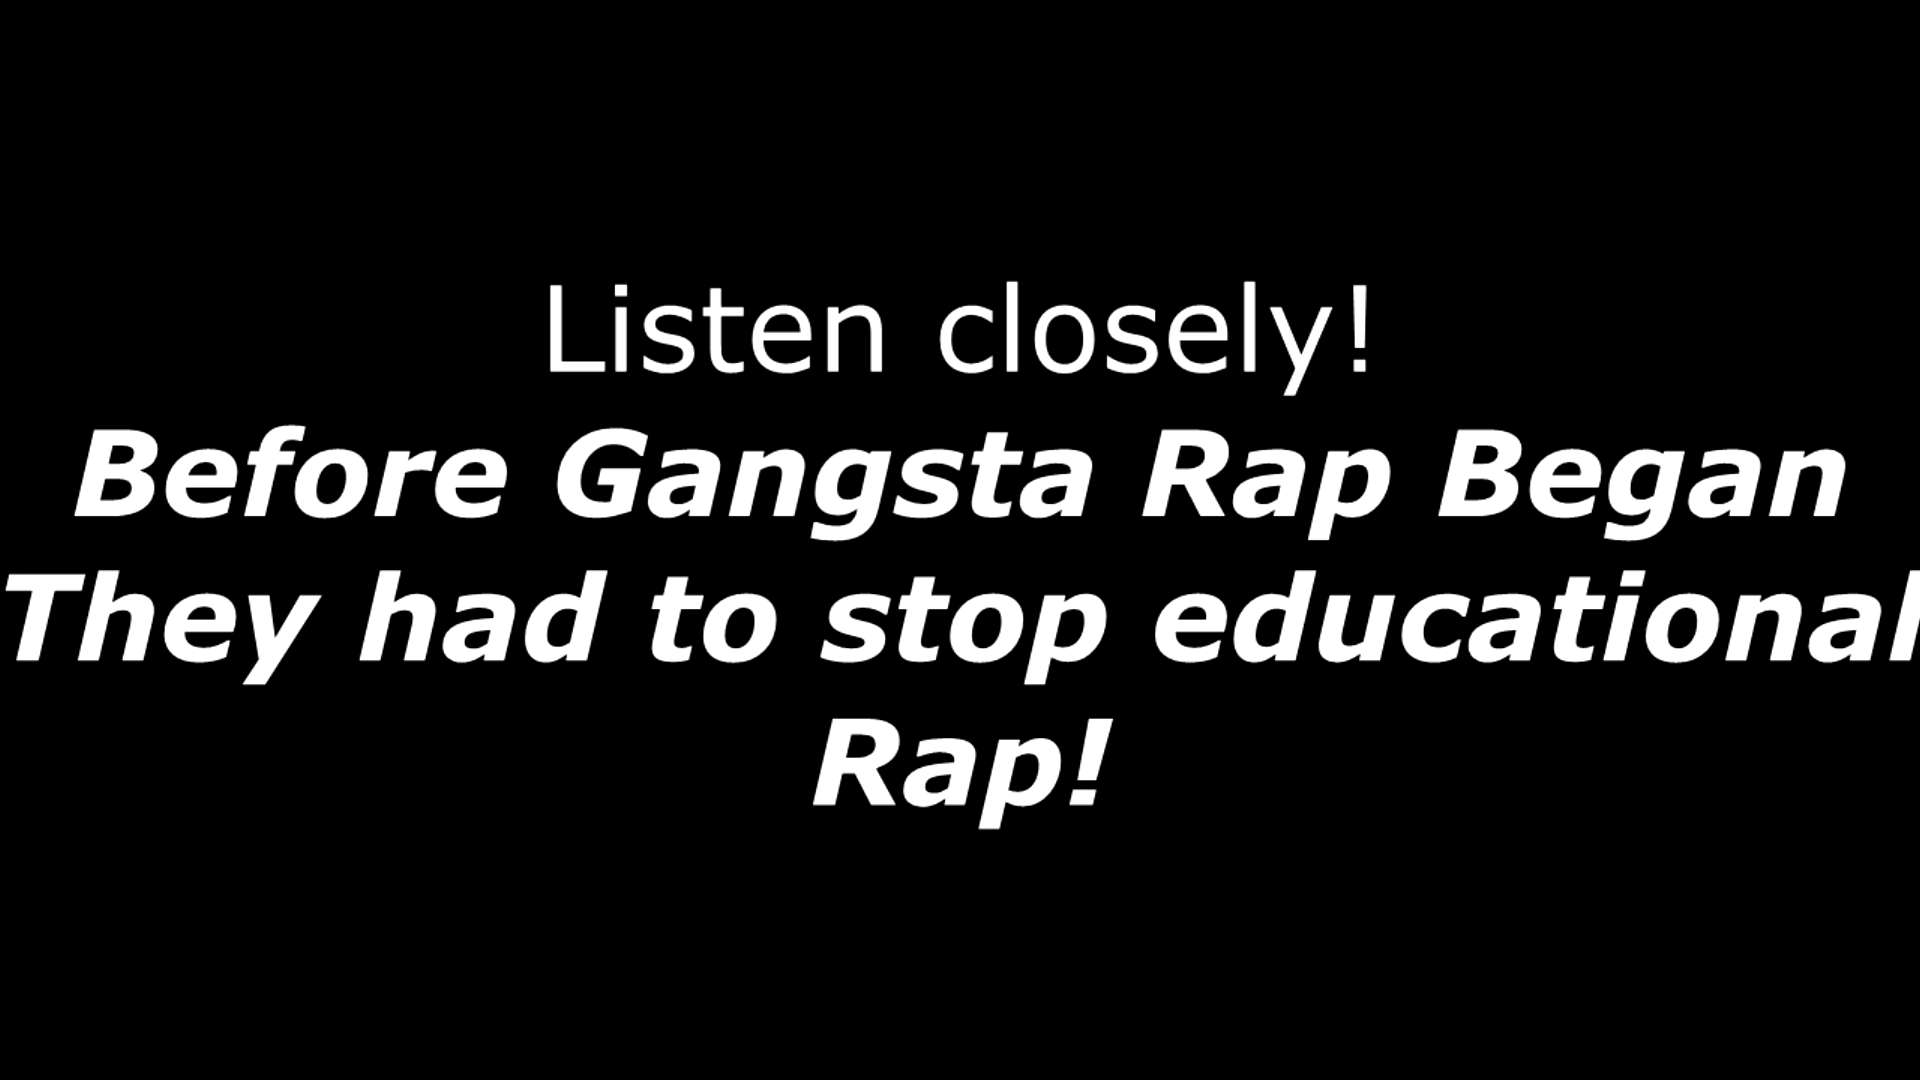 Listen closely!
Before Gangsta Rap Began
They had to stop educational
Rap!